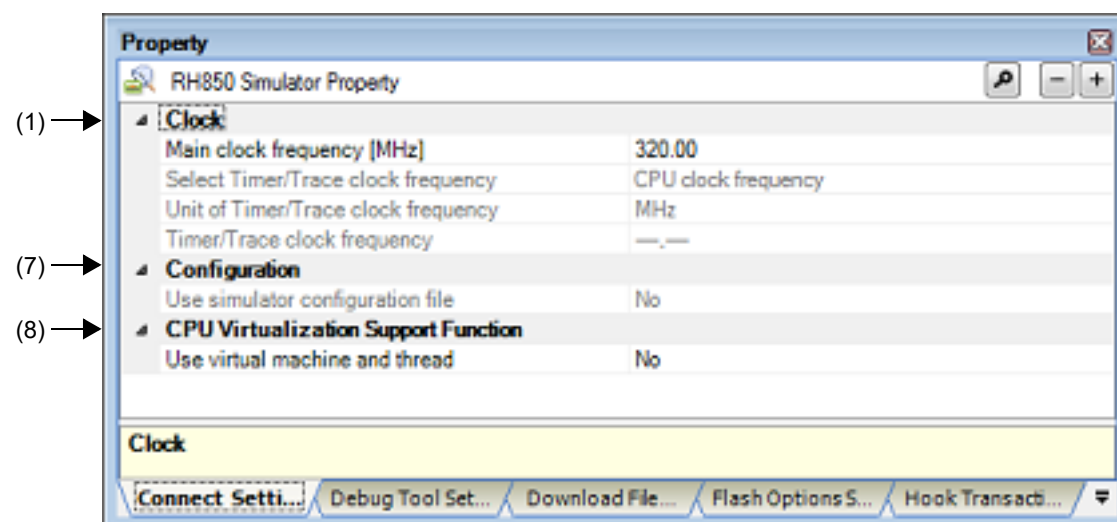 Property
RH850 Simulator Property
(1) Clock
Main clock frequency [MHz] 320.00
Select Timer/Trace clock frequency CPU clock frequency
Unit of Timer/Trace clock frequency MHz
Timer/Trace clock frequency ---.---
(7) Configuration
Use simulator configuration file No
(8) CPU Virtualization Support Function
Use virtual machine and thread No
Clock
Connect Setti... Debug Tool Set... Download File... Flash Options S... Hook Transacti...